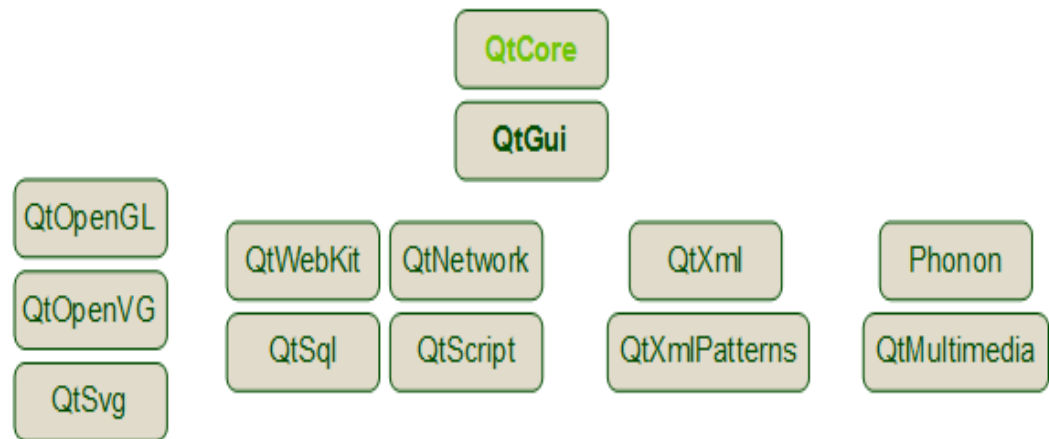 QtCore
QtGui
QtOpenGL
QtOpenVG
QtSvg
QtWebKit
QtNetwork
QtSql
QtScript
QtXml
QtXmlPatterns
Phonon
QtMultimedia